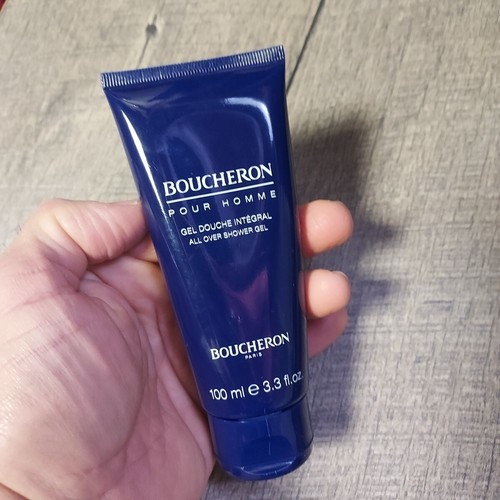 BOUCHERON
POUR HOMME
GEL DOUCHE INTÉGRAL
ALL OVER SHOWER GEL
BOUCHERON
PARIS
100 ml ℮ 3.3 fl.oz.